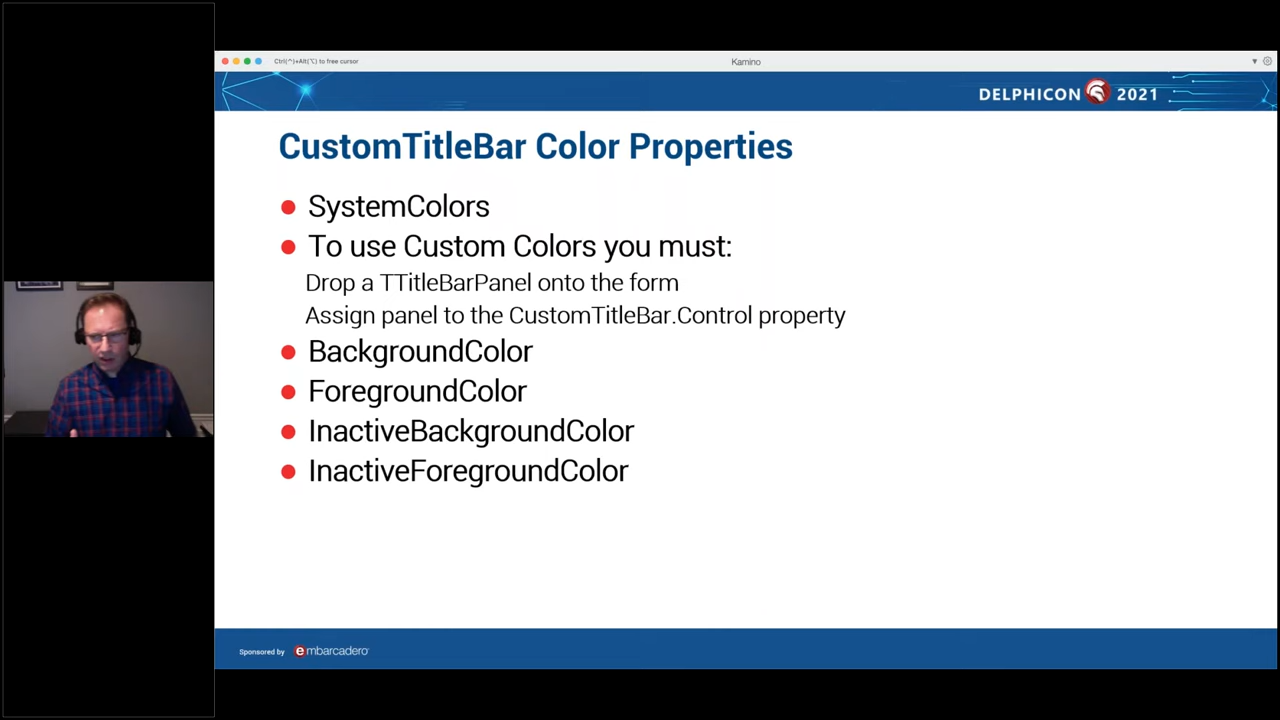 Ctrl(^)+Alt(⌥) to free cursor
Kamino
DELPHICON 2021
CustomTitleBar Color Properties
SystemColors
To use Custom Colors you must:
Drop a TTitleBarPanel onto the form
Assign panel to the CustomTitleBar.Control property
BackgroundColor
ForegroundColor
InactiveBackgroundColor
InactiveForegroundColor
Sponsored by embarcadero